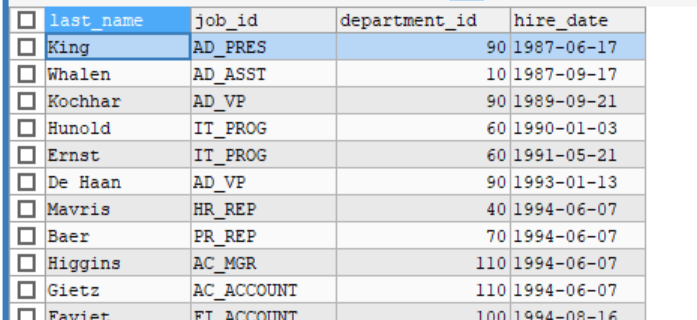 last_name job_id department_id hire_date
King AD_PRES 90 1987-06-17
Whalen AD_ASST 10 1987-09-17
Kochhar AD_VP 90 1989-09-21
Hunold IT_PROG 60 1990-01-03
Ernst IT_PROG 60 1991-05-21
De Haan AD_VP 90 1993-01-13
Mavris HR_REP 40 1994-06-07
Baer PR_REP 70 1994-06-07
Higgins AC_MGR 110 1994-06-07
Gietz AC_ACCOUNT 110 1994-06-07
Faviet FI_ACCOUNT 100 1994-08-16